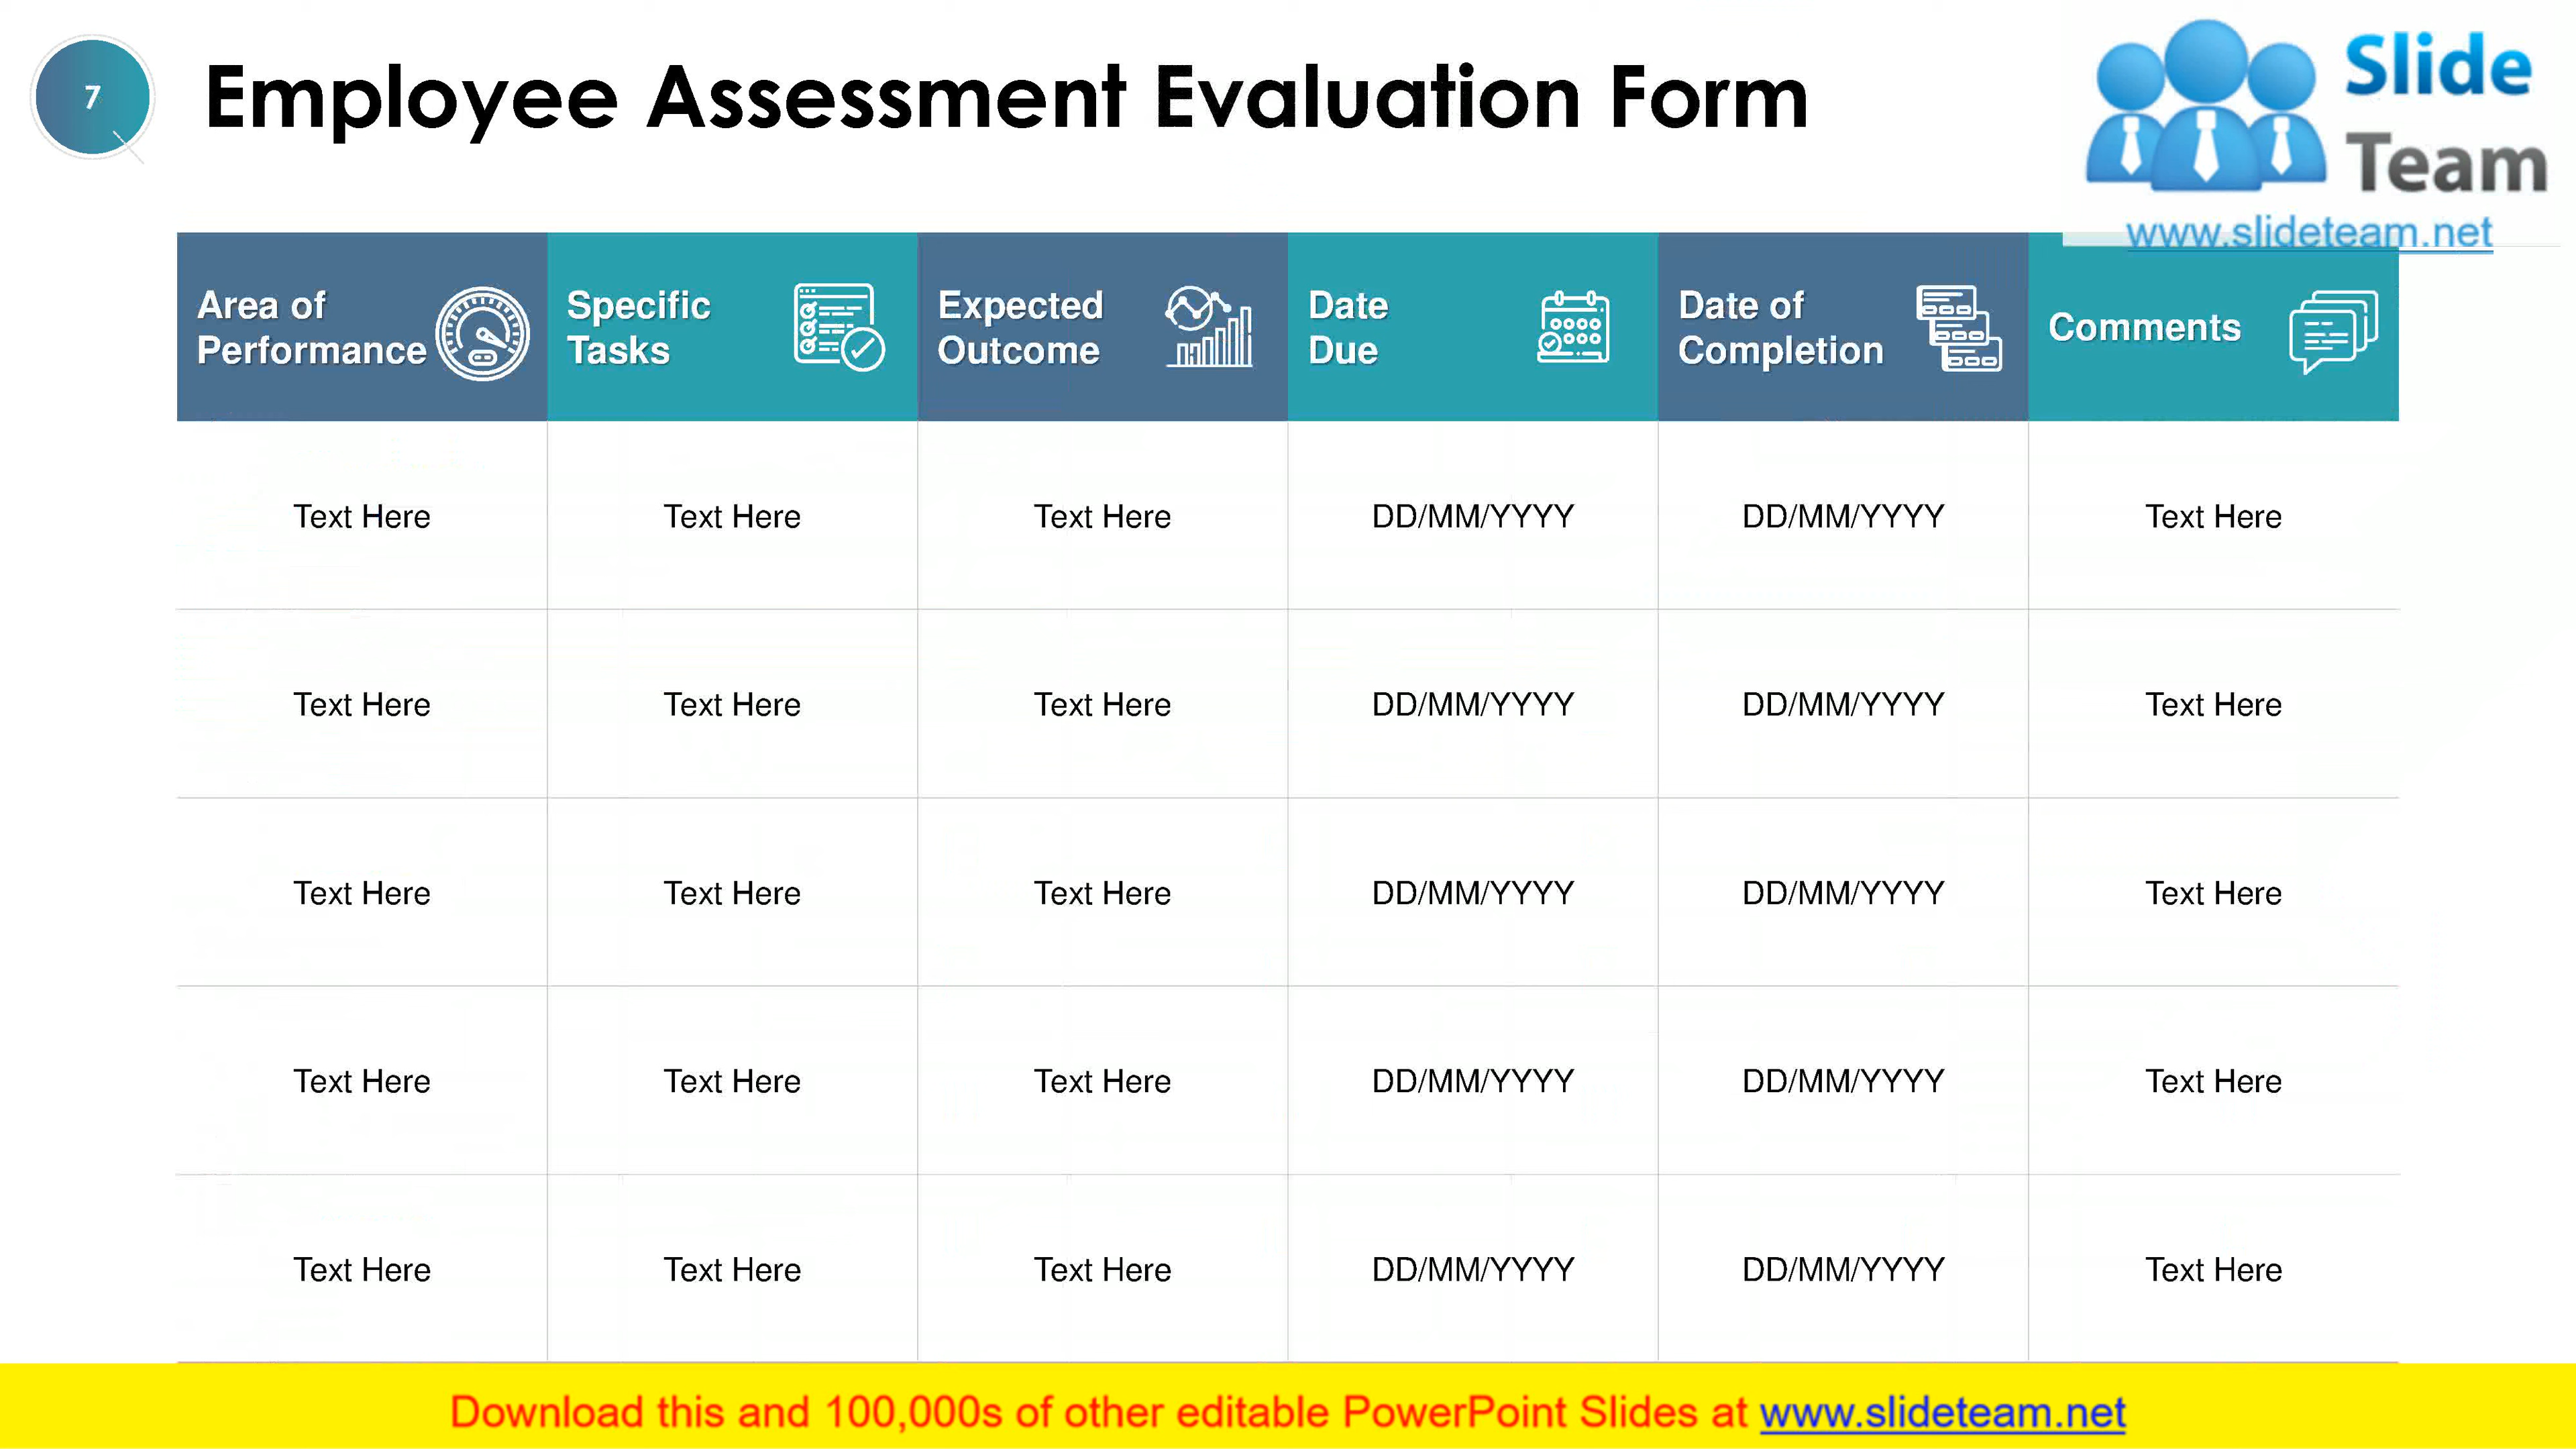 7
Employee Assessment Evaluation Form
Slide
Team
www.slideteam.net
Area of
Performance
Specific
Tasks
Expected
Outcome
Date
Due
Date of
Completion
Comments
Text Here Text Here Text Here DD/MM/YYYY DD/MM/YYYY Text Here
Text Here Text Here Text Here DD/MM/YYYY DD/MM/YYYY Text Here
Text Here Text Here Text Here DD/MM/YYYY DD/MM/YYYY Text Here
Text Here Text Here Text Here DD/MM/YYYY DD/MM/YYYY Text Here
Text Here Text Here Text Here DD/MM/YYYY DD/MM/YYYY Text Here
Download this and 100,000s of other editable PowerPoint Slides at www.slideteam.net